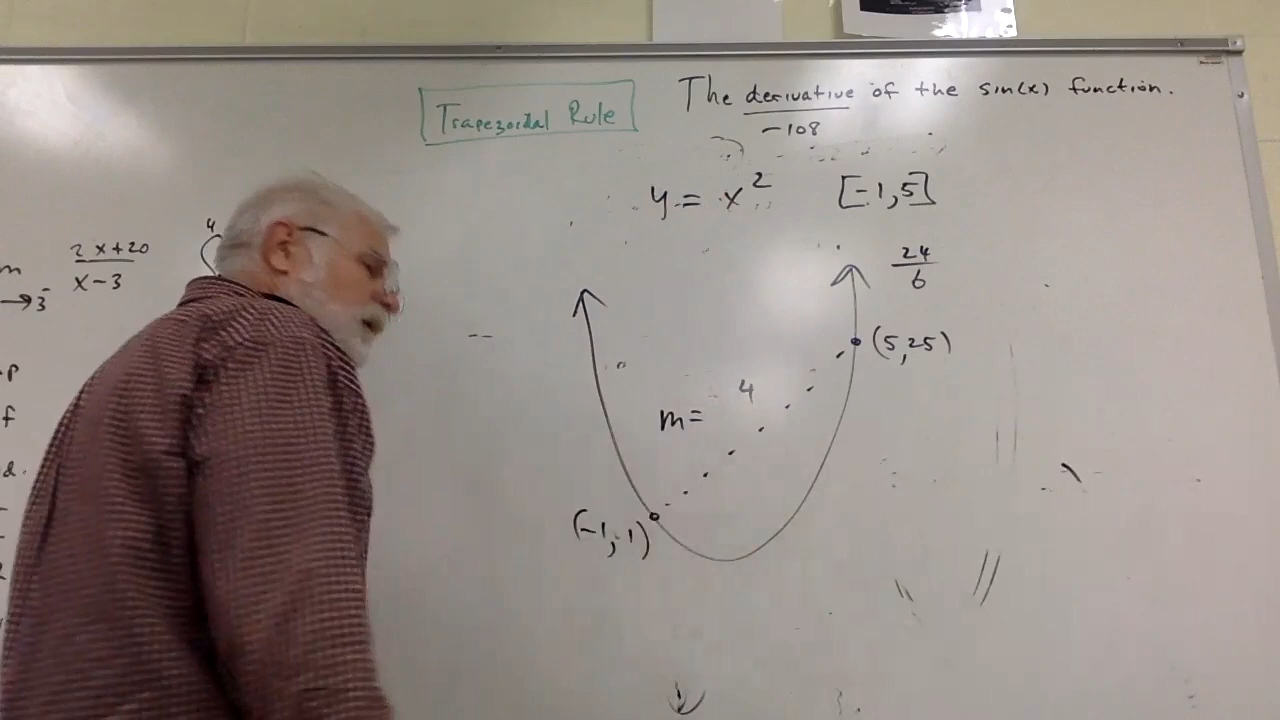 Trapezoidal Rule
The derivative of the sin(x) function.
-108
y = x² [-1,5]
4
m 2x+20
→3⁻ x-3
24
6
(5,25)
p
4
m =
f
d.
(-1,1)